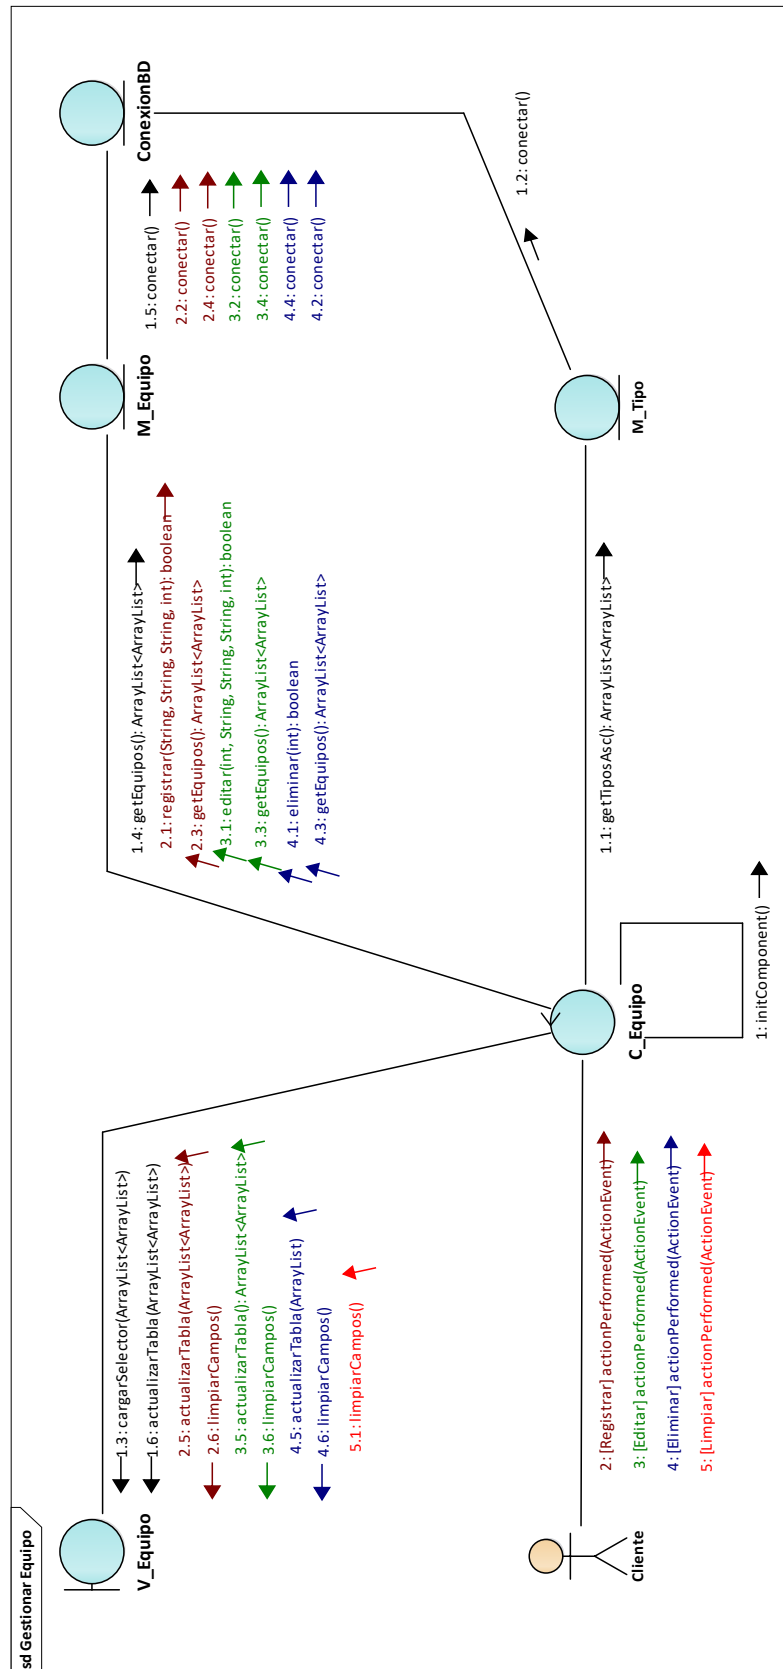 sd Gestionar Equipo
V_Equipo
1.3: cargarSelector(ArrayList<ArrayList>)
1.6: actualizarTabla(ArrayList<ArrayList>)
2.5: actualizarTabla(ArrayList<ArrayList>)
2.6: limpiarCampos()
3.5: actualizarTabla(): ArrayList<ArrayList>
3.6: limpiarCampos()
4.5: actualizarTabla(ArrayList)
4.6: limpiarCampos()
5.1: limpiarCampos()
1.4: getEquipos(): ArrayList<ArrayList>
2.1: registrar(String, String, int): boolean
2.3: getEquipos(): ArrayList<ArrayList>
3.1: editar(int, String, String, int): boolean
3.3: getEquipos(): ArrayList<ArrayList>
4.1: eliminar(int): boolean
4.3: getEquipos(): ArrayList<ArrayList>
M_Equipo
1.5: conectar()
2.2: conectar()
2.4: conectar()
3.2: conectar()
3.4: conectar()
4.4: conectar()
4.2: conectar()
ConexionBD
1.2: conectar()
Cliente
2: [Registrar] actionPerformed(ActionEvent)
3: [Editar] actionPerformed(ActionEvent)
4: [Eliminar] actionPerformed(ActionEvent)
5: [Limpiar] actionPerformed(ActionEvent)
C_Equipo
1: initComponent()
1.1: getTiposAsc(): ArrayList<ArrayList>
M_Tipo